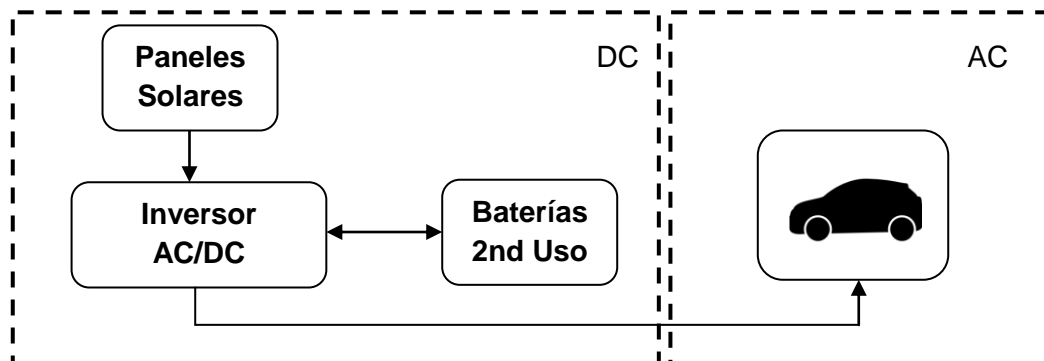 Paneles
Solares
DC
AC
Inversor
AC/DC
Baterías
2nd Uso